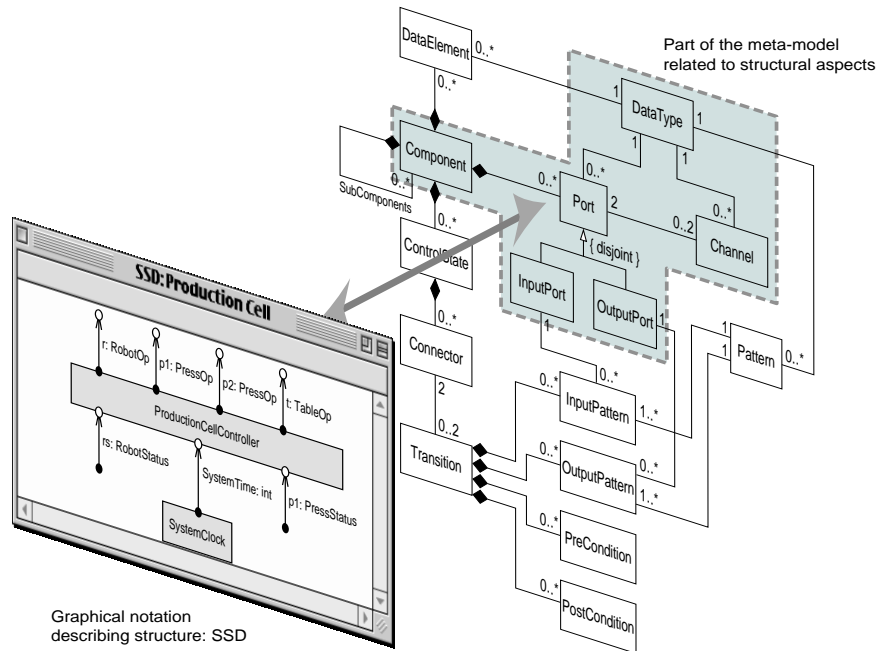 DataElement
0..*
0..*
Part of the meta-model
related to structural aspects
1
DataType
1
1
1
Component
0..*
SubComponents
0..*
0..*
Port
2
0..*
0..2
Channel
{ disjoint }
InputPort
OutputPort
1
1
0..*
ControlState
0..*
Connector
2
0..2
Transition
1
1
Pattern
0..*
0..*
0..*
InputPattern
1..*
0..*
OutputPattern
0..*
1..*
0..*
PreCondition
0..*
PostCondition
SSD:Production Cell
r: RobotOp
p1: PressOp
p2: PressOp
t: TableOp
ProductionCellController
rs: RobotStatus
SystemTime: int
p1: PressStatus
SystemClock
Graphical notation
describing structure: SSD